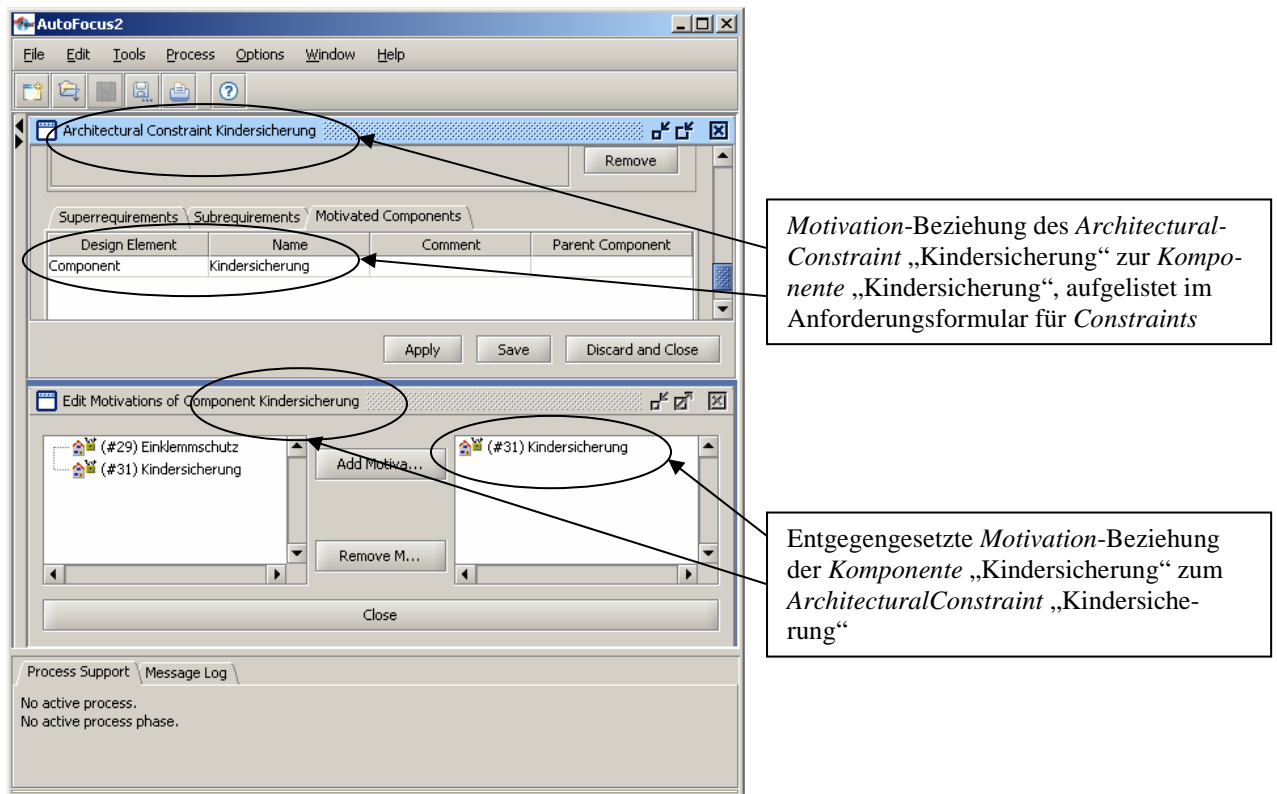 AutoFocus2
File Edit Tools Process Options Window Help
Architectural Constraint Kindersicherung
Remove
Superrequirements Subrequirements Motivated Components
Design Element Name Comment Parent Component
Component Kindersicherung
Apply Save Discard and Close
Edit Motivations of Component Kindersicherung
(#29) Einklemmschutz
(#31) Kindersicherung
Add Motiva...
Remove M...
(#31) Kindersicherung
Close
Process Support Message Log
No active process.
No active process phase.
Motivation-Beziehung des Architectural-
Constraint „Kindersicherung“ zur Kompo-
nente „Kindersicherung“, aufgelistet im
Anforderungsformular für Constraints
Entgegengesetzte Motivation-Beziehung
der Komponente „Kindersicherung“ zum
ArchitecturalConstraint „Kindersiche-
rung“